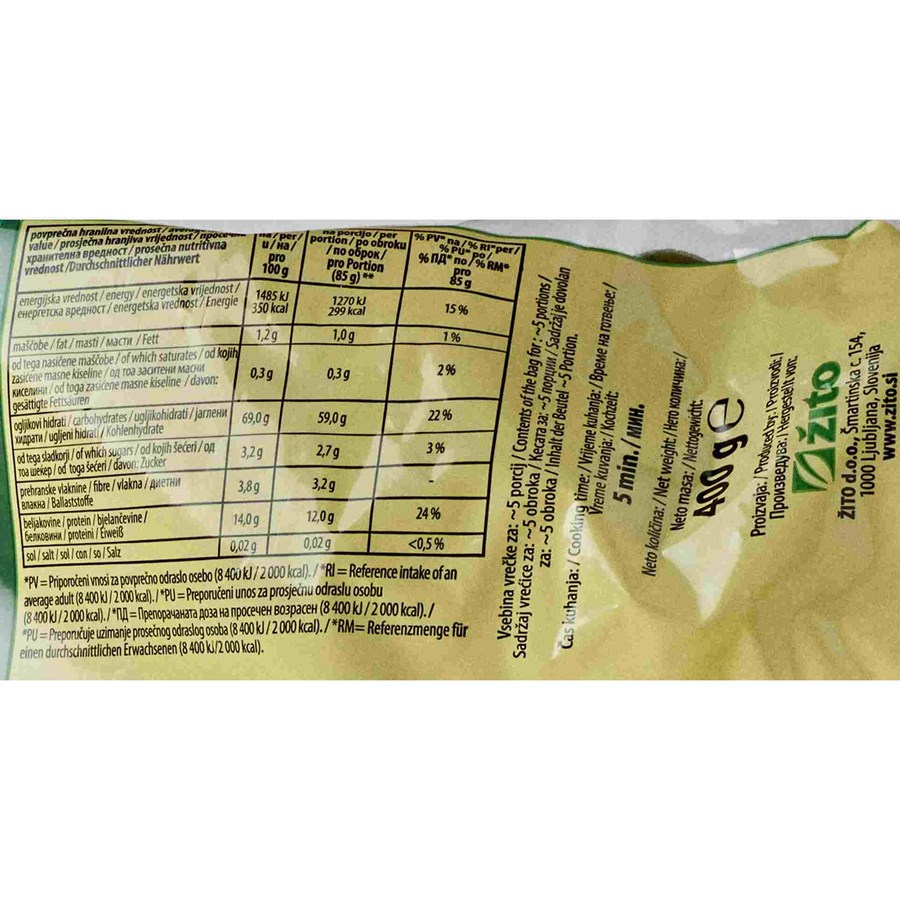 povprečna hranilna vrednost /
value / prosječna hranjiva vrijednost /
хранителна вредност / prosečna nutritivna
vrednost / Durchschnittlicher Nährwert
na / per /
u / на /
pro
100 g
na porcijo / per
portion / po obroku
/ по оброк /
pro Portion
(85 g) **
% PV* na / % RI* per /
% PU* po /
% ПД* по / % RM*
pro
85 g
energijska vrednost / energy / energetska vrijednost /
енергетска вредност / energetska vrednost / Energie
1485 kJ
350 kcal
1270 kJ
299 kcal
15 %
maščobe / fat / masti / масти / Fett
1,2 g
1,0 g
1 %
od tega nasičene maščobe / of which saturates / od kojih
zasićene masne kiseline / од тоа заситени масни
киселини / od toga zasićene masne kiseline / davon:
gesättigte Fettsäuren
0,3 g
0,3 g
2 %
ogljikovi hidrati / carbohydrates / ugljikohidrati / јаглени
хидрати / ugljeni hidrati / Kohlenhydrate
69,0 g
59,0 g
22 %
od tega sladkorji / of which sugars / od kojih šećeri / од
тоа шекер / od toga šećeri / davon: Zucker
3,2 g
2,7 g
3 %
prehranske vlaknine / fibre / vlakna / диетни
влакна / Ballaststoffe
3,8 g
3,2 g
-
beljakovine / protein / bjelančevine /
белковини / proteini / Eiweiß
14,0 g
12,0 g
24 %
sol / salt / sol / сол / so / Salz
0,02 g
0,02 g
<0,5 %
*PV = Priporočeni vnosi za povprečno odraslo osebo (8 400 kJ / 2 000 kcal). / *RI = Reference intake of an
average adult (8 400 kJ / 2 000 kcal). / *PU = Preporučeni unos za prosječnu odraslu osobu
(8 400 kJ / 2 000 kcal). / *ПД = Препорачаната доза на просечен возрасен (8 400 kJ / 2 000 kcal). /
*PU = Preporučuje uzimanje prosečnog odraslog osoba (8 400 kJ / 2 000 kcal). / *RM= Referenzmenge für
einen durchschnittlichen Erwachsenen (8 400 kJ/2 000 kcal).
Vsebina vrečke za: ~5 porcij / Contents of the bag for : ~5 portions /
Sadržaj vrećice za: ~5 obroka / Кесата за: ~5 порции / Sadržaj je dovolan
za: ~5 obroka / Inhalt der Beutel ~5 Portion.
Čas kuhanja: / Cooking time: / Vrijeme kuhanja: / Време на готвење: /
Vreme kuvanja: / Kochzeit:
5 min. / мин.
Neto količina: / Net weight: / Нето количина: /
Neto masa: / Nettogewicht:
400 g e
Proizvaja: / Produced by: / Proizvodi: /
Произведува: / Hergestellt von:
žito
ŽITO d.o.o., Šmartinska c. 154,
1000 Ljubljana, Slovenija
www.zito.si